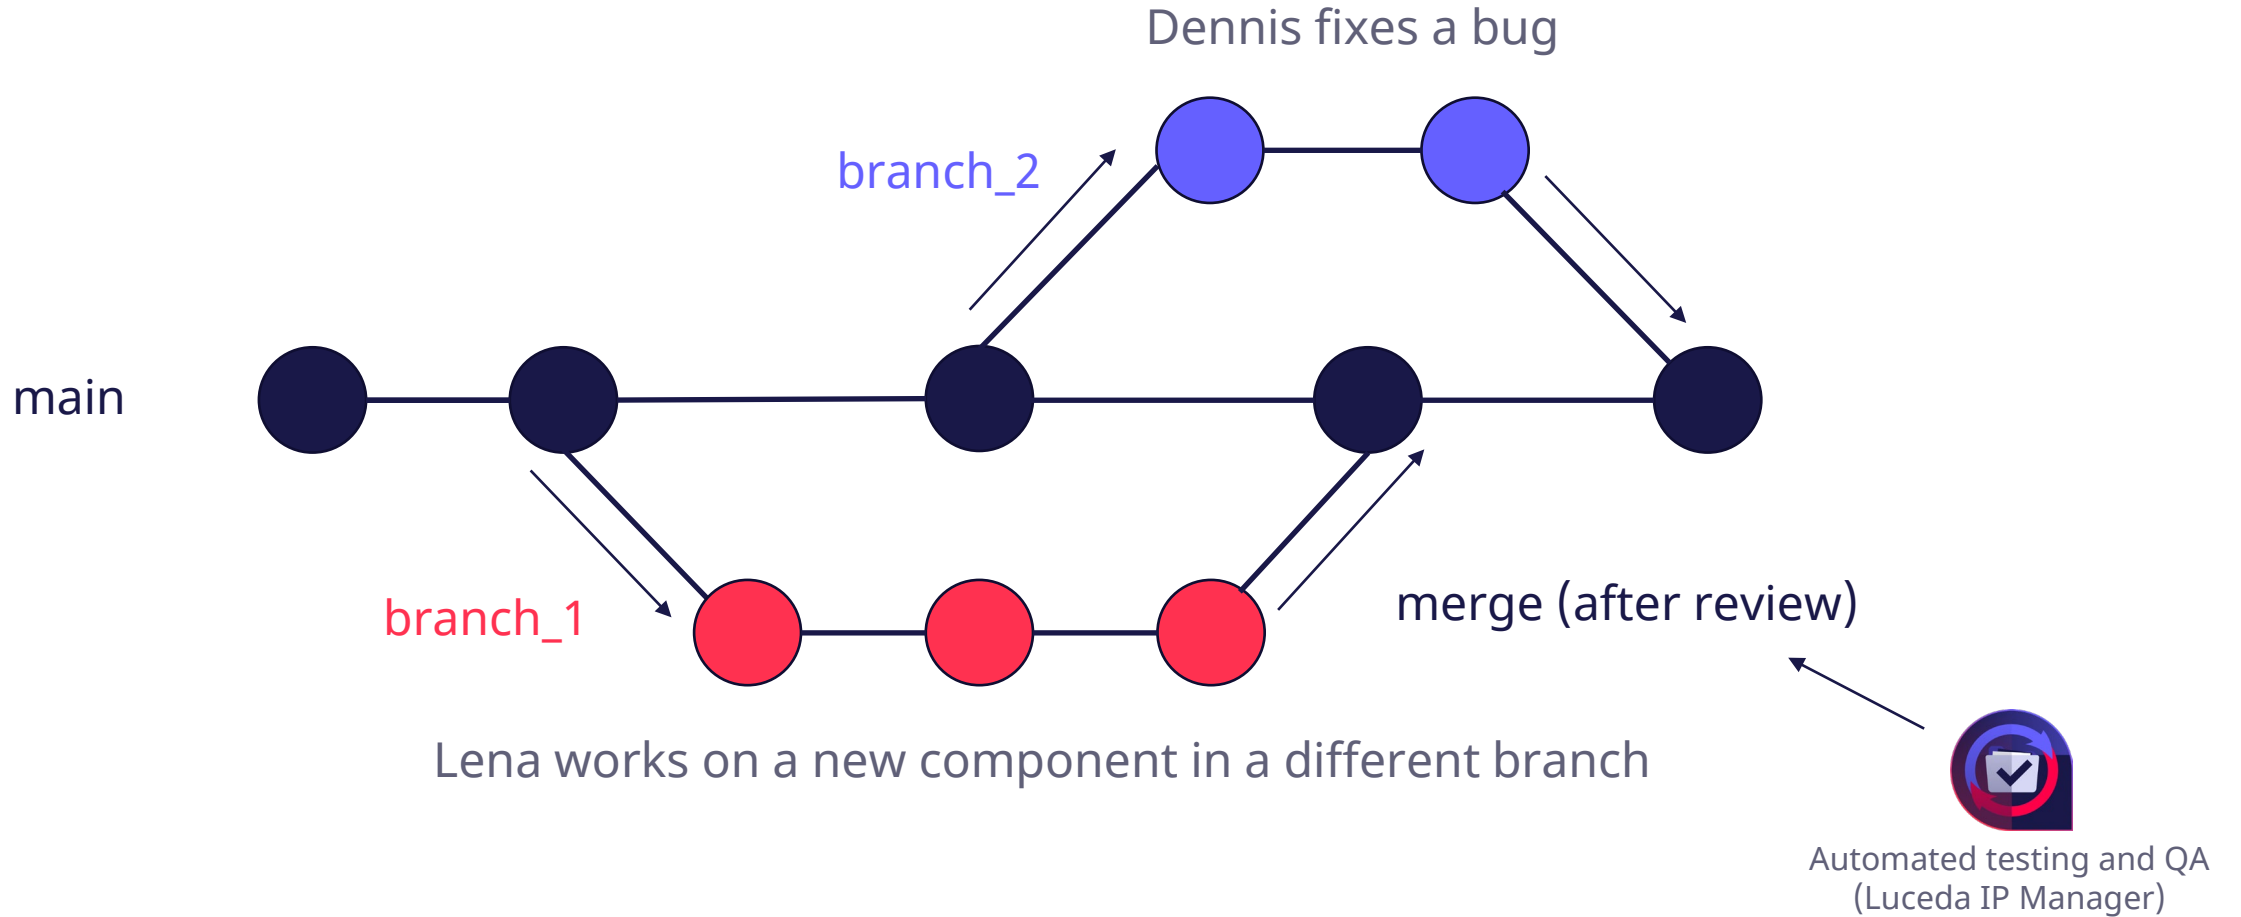 Dennis fixes a bug
branch_2
main
branch_1
merge (after review)
Lena works on a new component in a different branch
Automated testing and QA
(Luceda IP Manager)